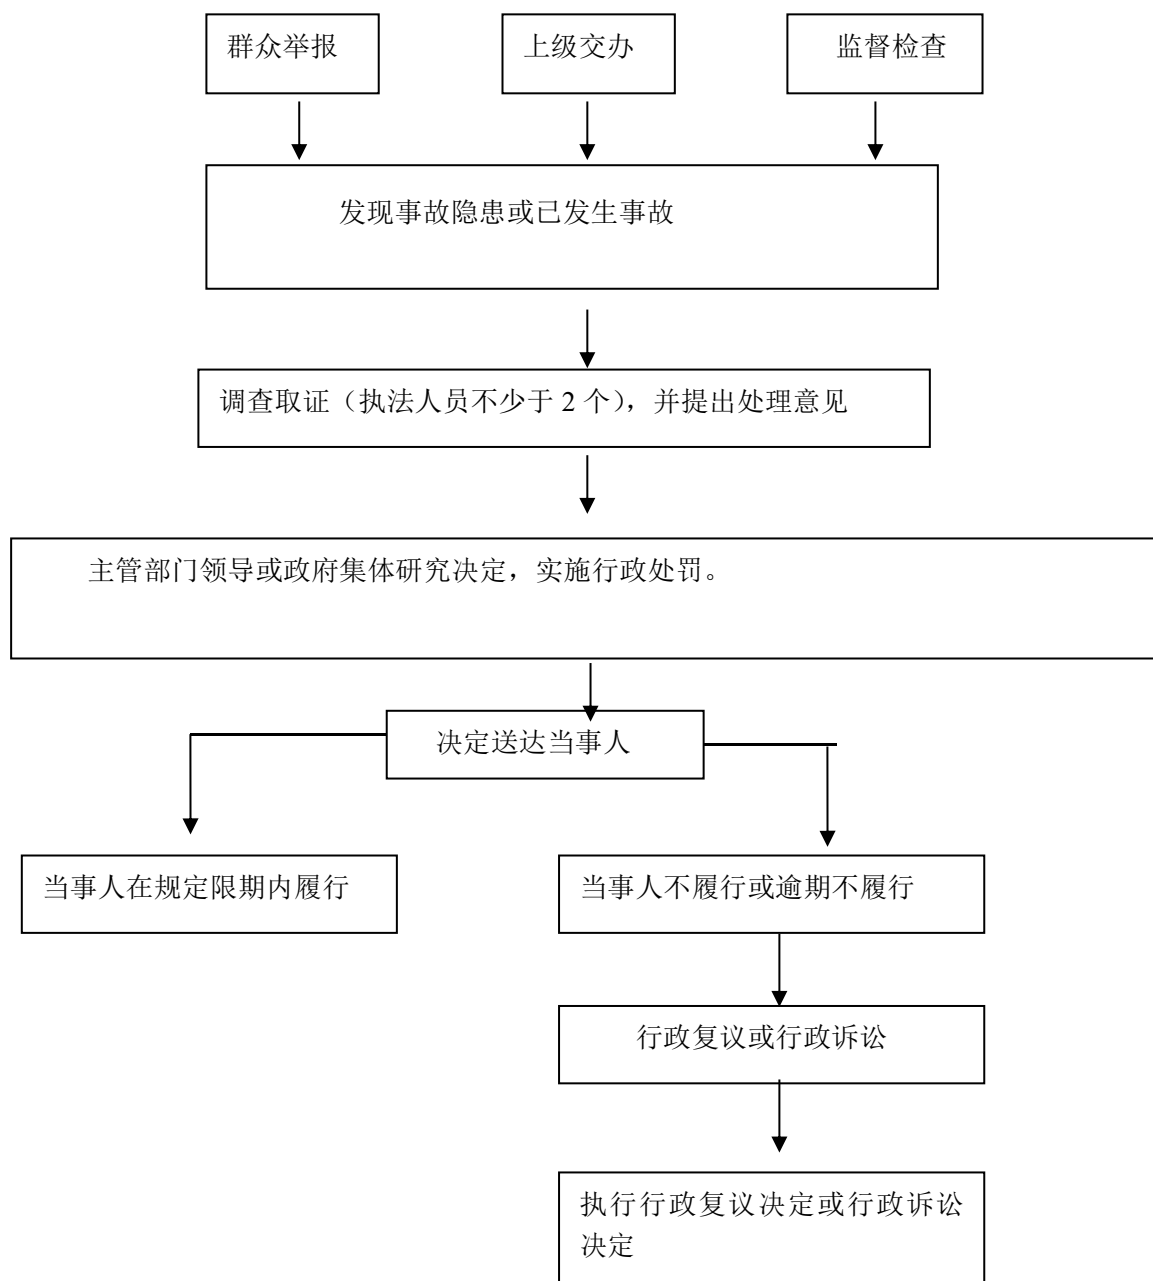 群众举报
上级交办
监督检查
发现事故隐患或已发生事故
调查取证（执法人员不少于 2 个），并提出处理意见
主管部门领导或政府集体研究决定，实施行政处罚。
决定送达当事人
当事人在规定限期内履行
当事人不履行或逾期不履行
行政复议或行政诉讼
执行行政复议决定或行政诉讼
决定